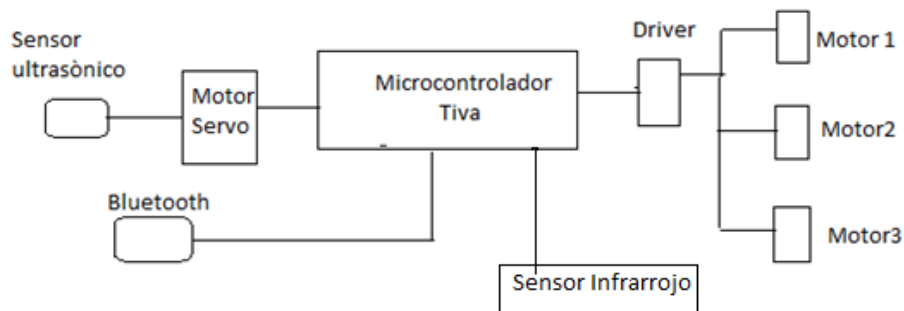 Sensor
ultrasònico
Motor
Servo
Microcontrolador
Tiva
Driver
Motor 1
Motor2
Motor3
Bluetooth
Sensor Infrarrojo